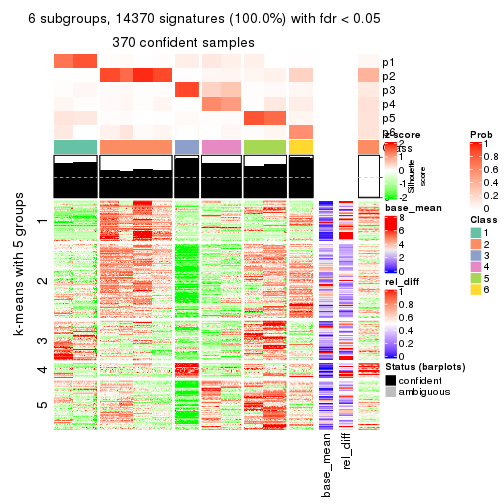 6 subgroups, 14370 signatures (100.0%) with fdr < 0.05
370 confident samples
p1
p2
p3
p4
p5
p6
Class
Silhouette
score
k-means with 5 groups
1
2
3
4
5
base_mean
rel_diff
z-score
2
1
0
-1
-2
base_mean
8
6
4
2
0
rel_diff
1
0.8
0.6
0.4
0.2
0
Status (barplots)
confident
ambiguous
Prob
1
0.8
0.6
0.4
0.2
0
Class
1
2
3
4
5
6